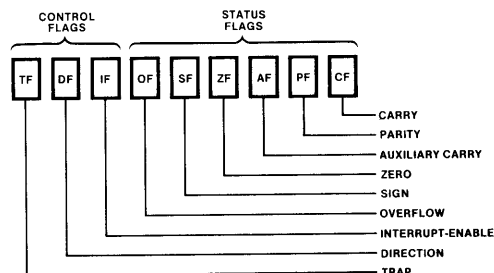 CONTROL
FLAGS
STATUS
FLAGS
TF DF IF OF SF ZF AF PF CF
CARRY
PARITY
AUXILIARY CARRY
ZERO
SIGN
OVERFLOW
INTERRUPT-ENABLE
DIRECTION
TRAP